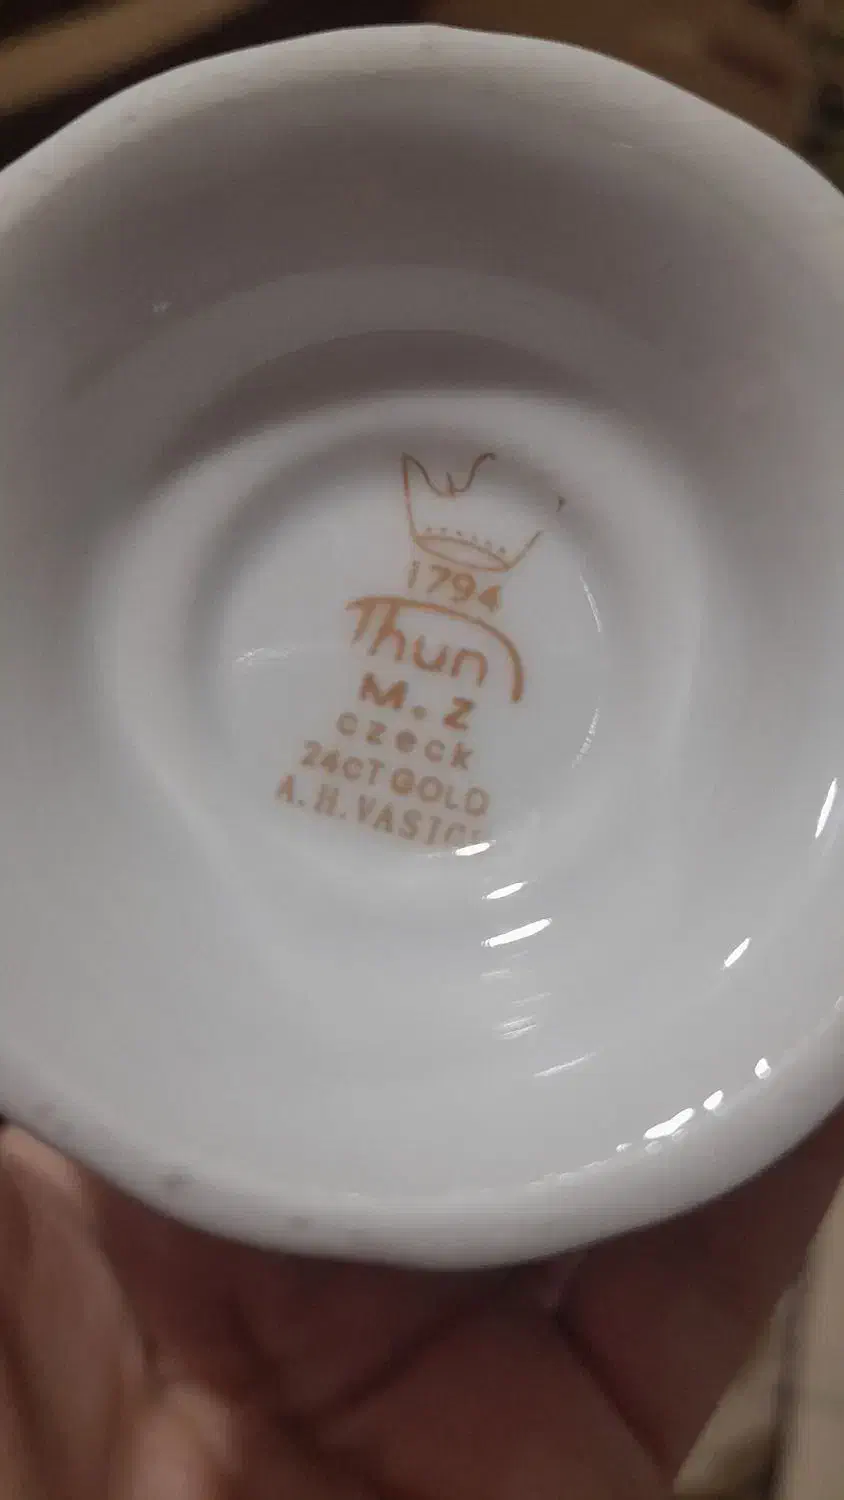 1794
Thun
M. Z
czeck
24CT GOLD
A. H.